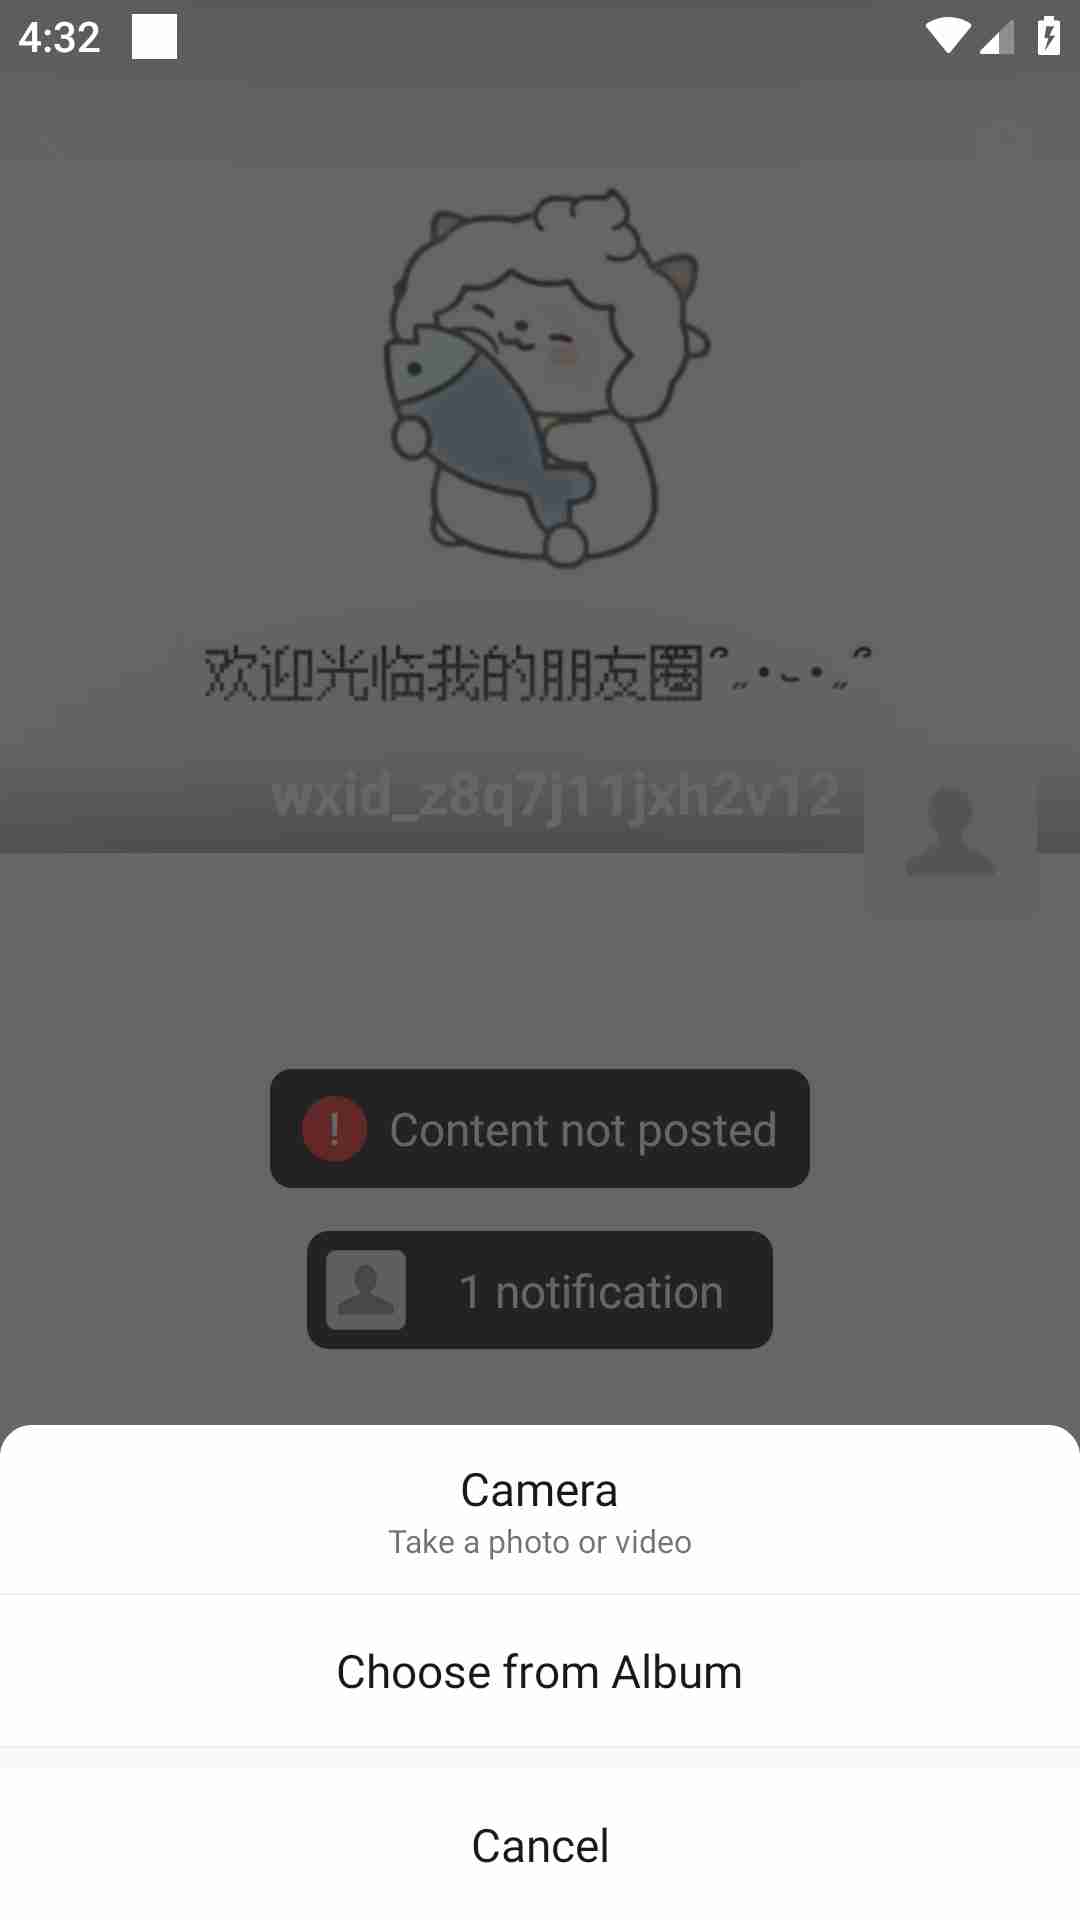 4:32
欢迎光临我的朋友圈
wxid_z8q7j11jxh2v12
! Content not posted
1 notification
Camera
Take a photo or video
Choose from Album
Cancel